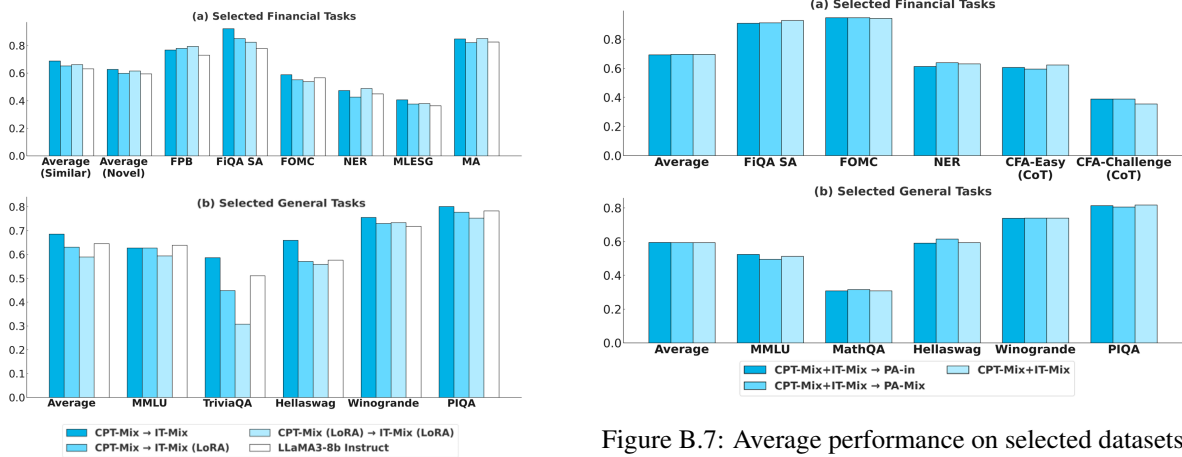 (a) Selected Financial Tasks
0.8
0.6
0.4
0.2
0.0
Average (Similar)
Average (Novel)
FPB
FiQA SA
FOMC
NER
MLESG
MA
(b) Selected General Tasks
0.8
0.7
0.6
0.5
0.4
0.3
0.2
0.1
0.0
Average
MMLU
TriviaQA
Hellaswag
Winogrande
PIQA
CPT-Mix → IT-Mix
CPT-Mix → IT-Mix (LoRA)
CPT-Mix (LoRA) → IT-Mix (LoRA)
LLaMA3-8b Instruct
(a) Selected Financial Tasks
0.8
0.6
0.4
0.2
0.0
Average
FiQA SA
FOMC
NER
CFA-Easy (CoT)
CFA-Challenge (CoT)
(b) Selected General Tasks
0.8
0.6
0.4
0.2
0.0
Average
MMLU
MathQA
Hellaswag
Winogrande
PIQA
CPT-Mix+IT-Mix → PA-in
CPT-Mix+IT-Mix → PA-Mix
CPT-Mix+IT-Mix
Figure B.7: Average performance on selected datasets